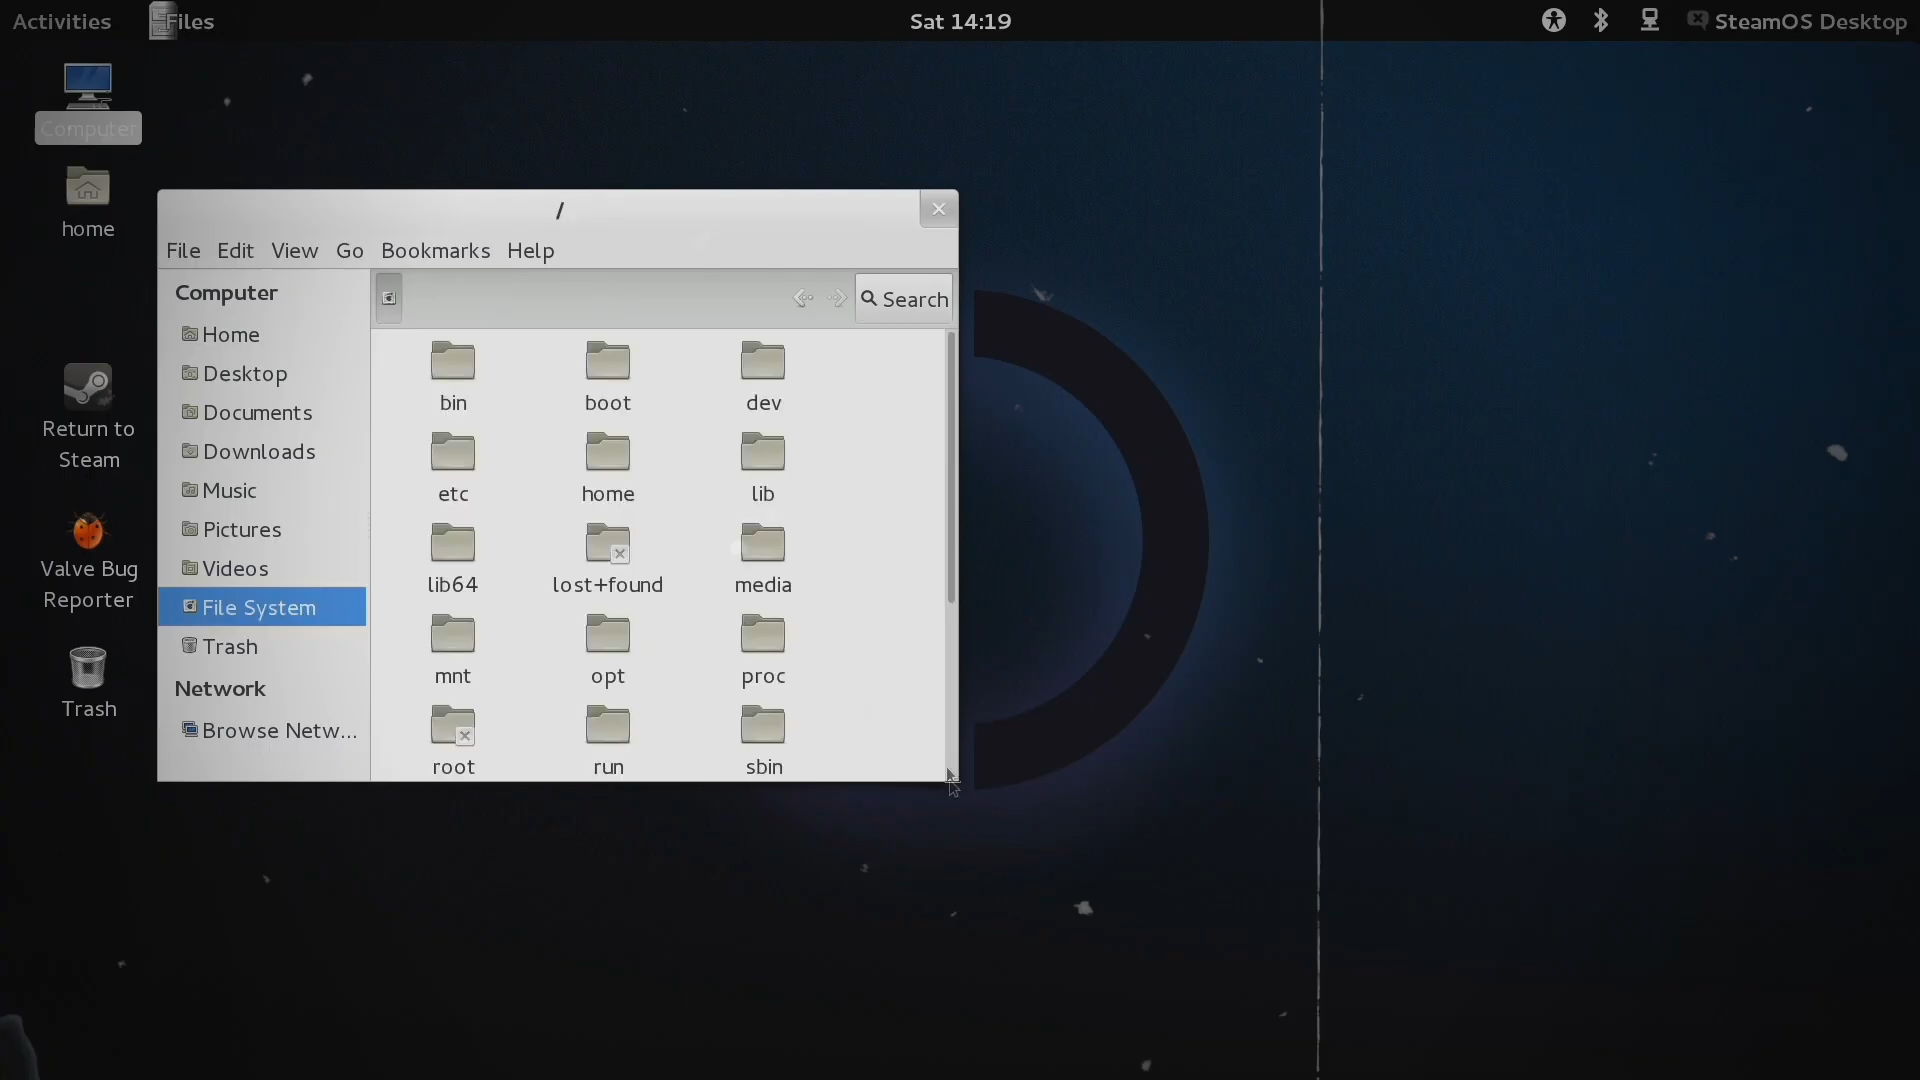 Activities
Files
Sat 14:19
SteamOS Desktop
Computer
home
Return to
Steam
Valve Bug
Reporter
Trash
/
File Edit View Go Bookmarks Help
Computer
Home
Desktop
Documents
Downloads
Music
Pictures
Videos
File System
Trash
Network
Browse Netw...
Search
bin boot dev
etc home lib
lib64 lost+found media
mnt opt proc
root run sbin